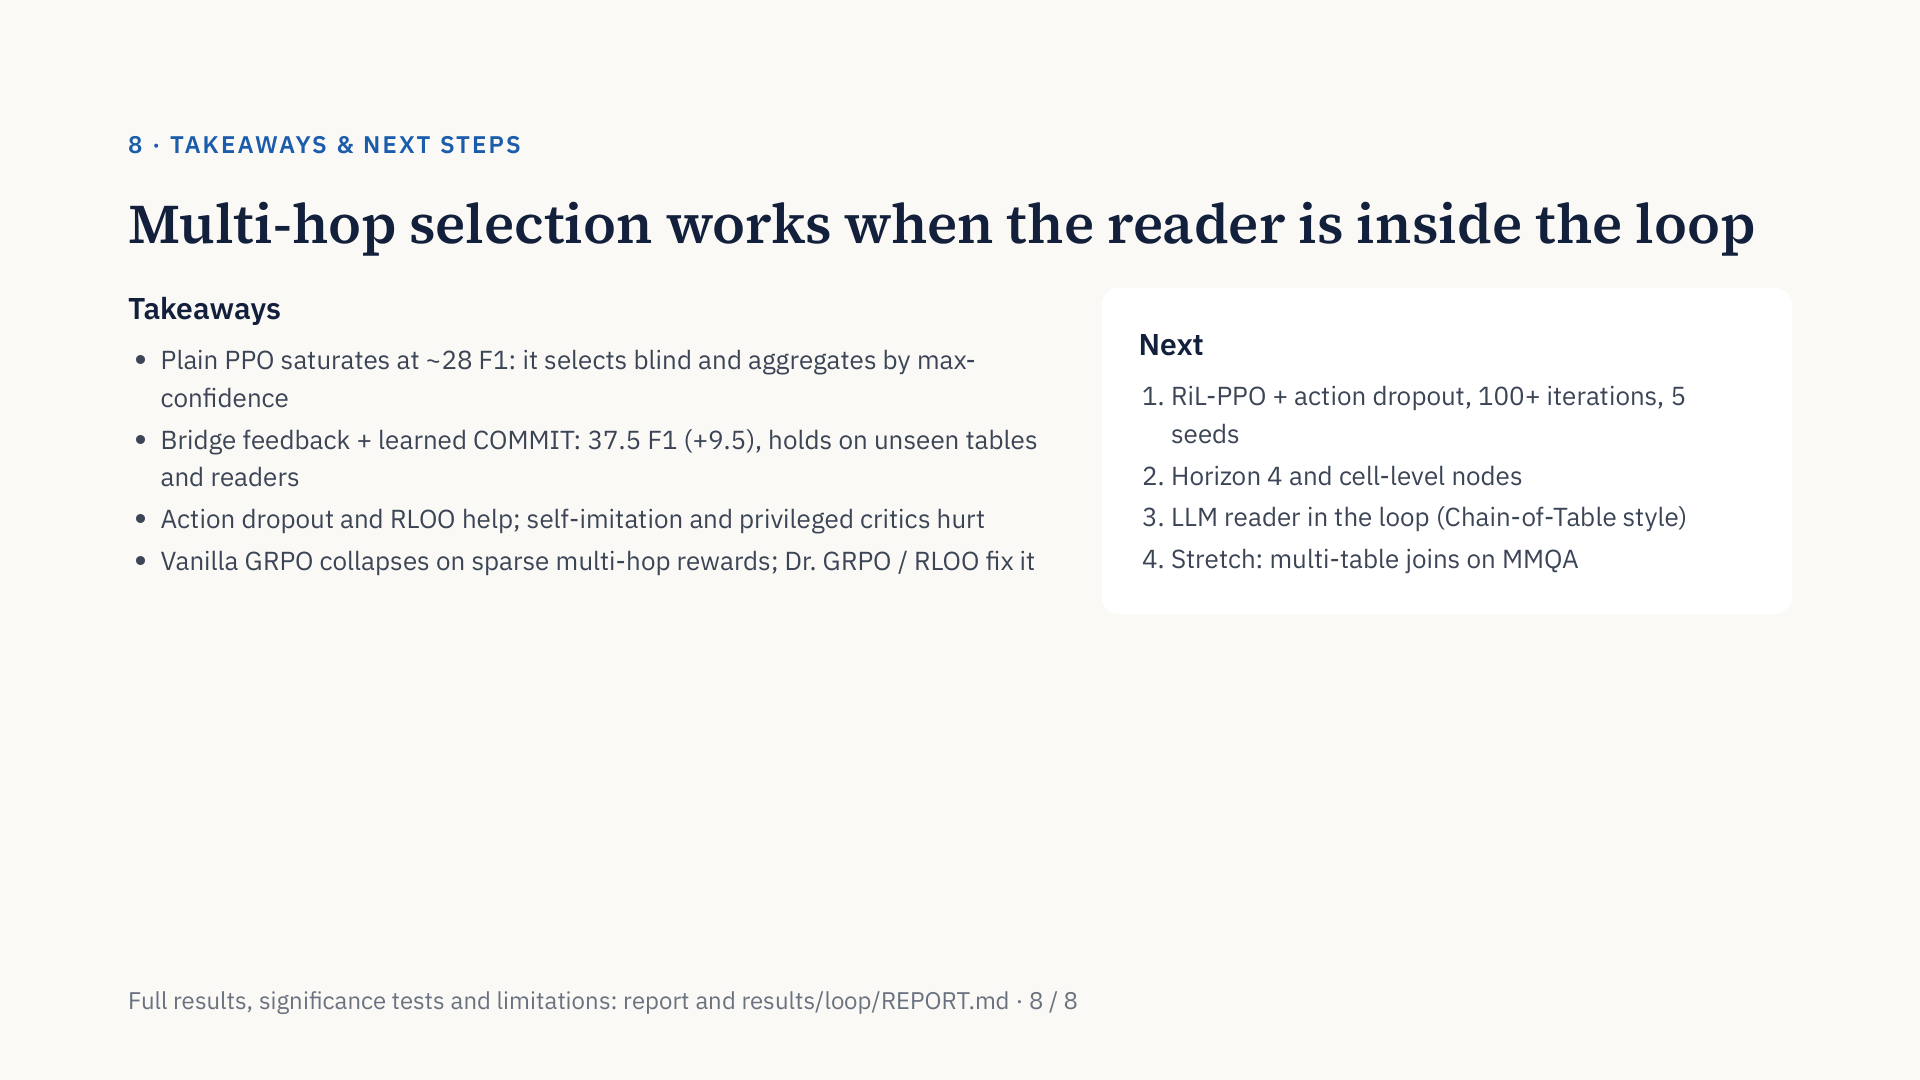 8 · TAKEAWAYS & NEXT STEPS
Multi-hop selection works when the reader is inside the loop
Takeaways
• Plain PPO saturates at ~28 F1: it selects blind and aggregates by max-
confidence
• Bridge feedback + learned COMMIT: 37.5 F1 (+9.5), holds on unseen tables
and readers
• Action dropout and RLOO help; self-imitation and privileged critics hurt
• Vanilla GRPO collapses on sparse multi-hop rewards; Dr. GRPO / RLOO fix it
Next
1. RiL-PPO + action dropout, 100+ iterations, 5
seeds
2. Horizon 4 and cell-level nodes
3. LLM reader in the loop (Chain-of-Table style)
4. Stretch: multi-table joins on MMQA
Full results, significance tests and limitations: report and results/loop/REPORT.md · 8 / 8